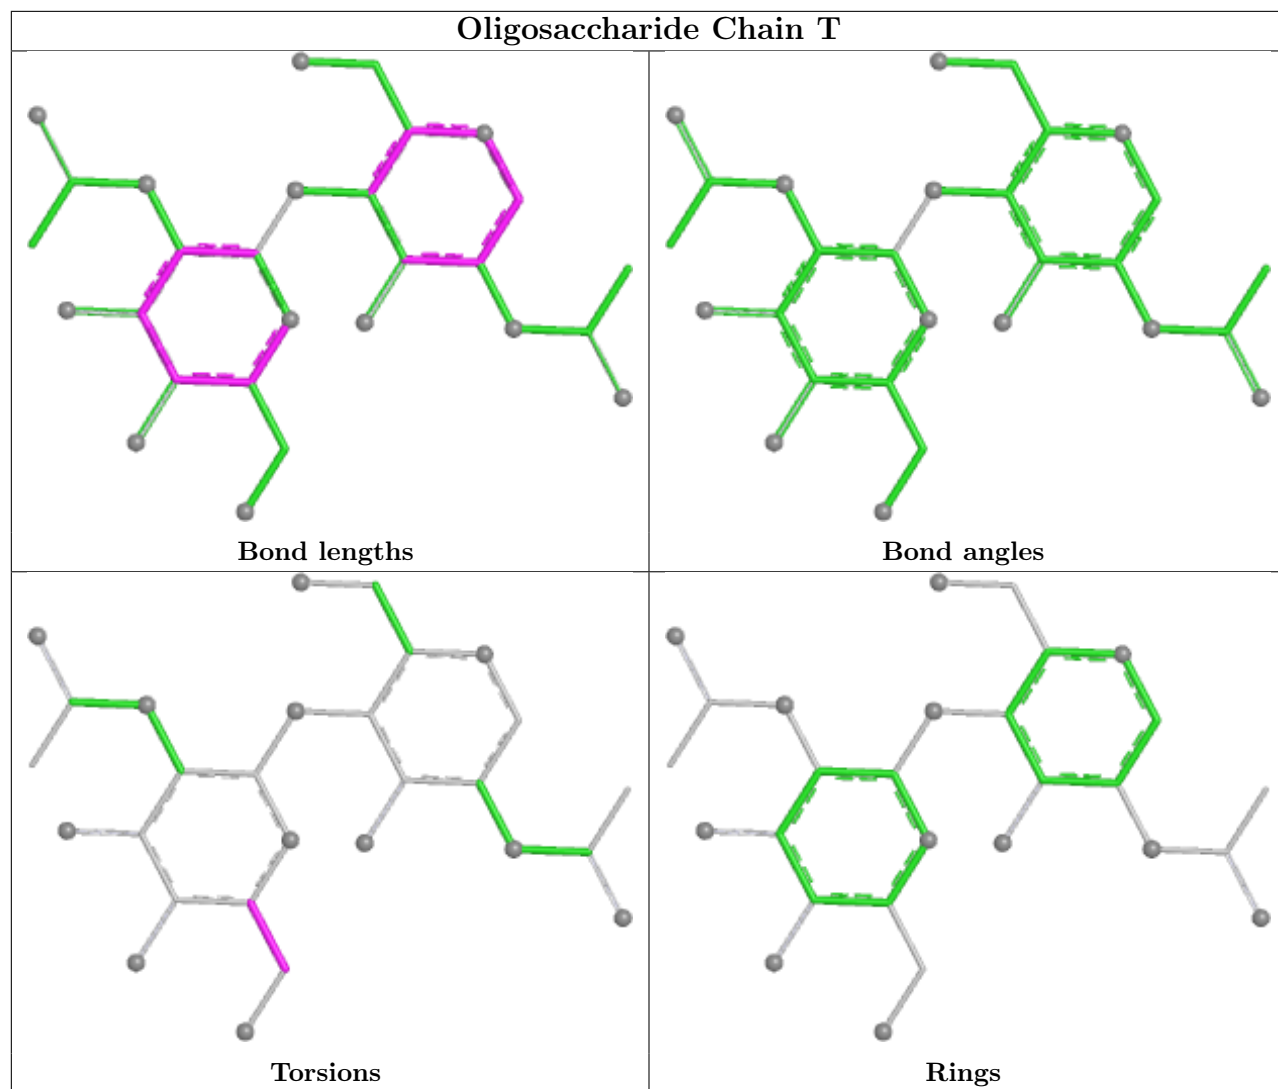 Oligosaccharide Chain T
Bond lengths
Bond angles
Torsions
Rings